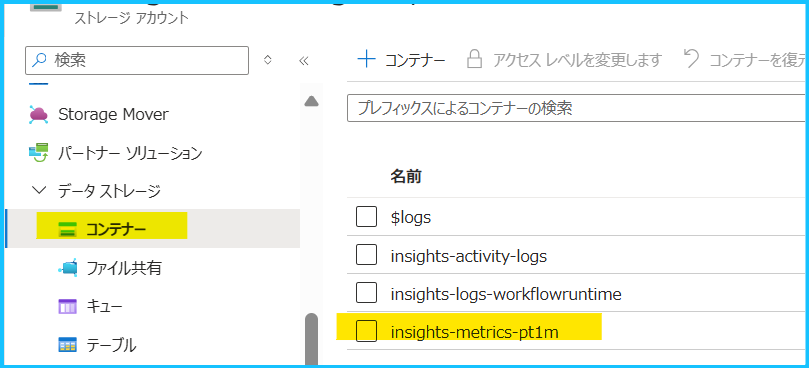 ストレージ アカウント
検索
Storage Mover
パートナー ソリューション
データ ストレージ
コンテナー
ファイル共有
キュー
テーブル
+ コンテナー
アクセス レベルを変更します
コンテナーを復元
プレフィックスによるコンテナーの検索
名前
$logs
insights-activity-logs
insights-logs-workflowruntime
insights-metrics-pt1m